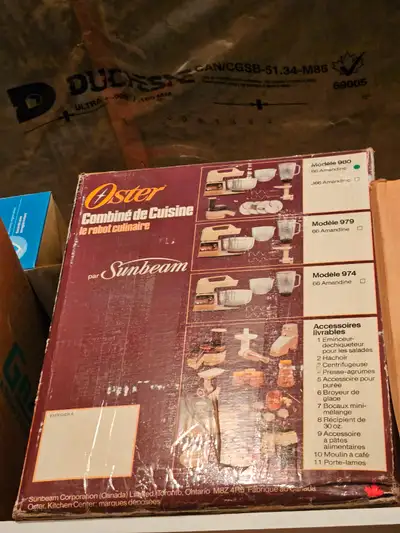 DUCHESNE
CAN/CGSB-51.34-M86
69005
Oster
Combiné de Cuisine
le robot culinaire
par Sunbeam
Modèle 980
66 Amandine
Modèle 979
66 Amandine
Modèle 974
66 Amandine
Accessoires
livrables
1 Éminceur-
dechiqueteur
pour les salades
2 Hachoir
3 Centrifugeuse
4 Presse-agrumes
5 Accessoire pour
purée
6 Broyeur de
glace
7 Bocaux mini-
mélange
8 Récipient de
30 oz.
9 Accessoire
à pâtes
alimentaires
10 Moulin à café
11 Porte-lames
Sunbeam Corporation (Canada) Limited, Toronto, Ontario M8Z 4R5 Fabriqué au Canada
Oster, Kitchen Center: marques déposées